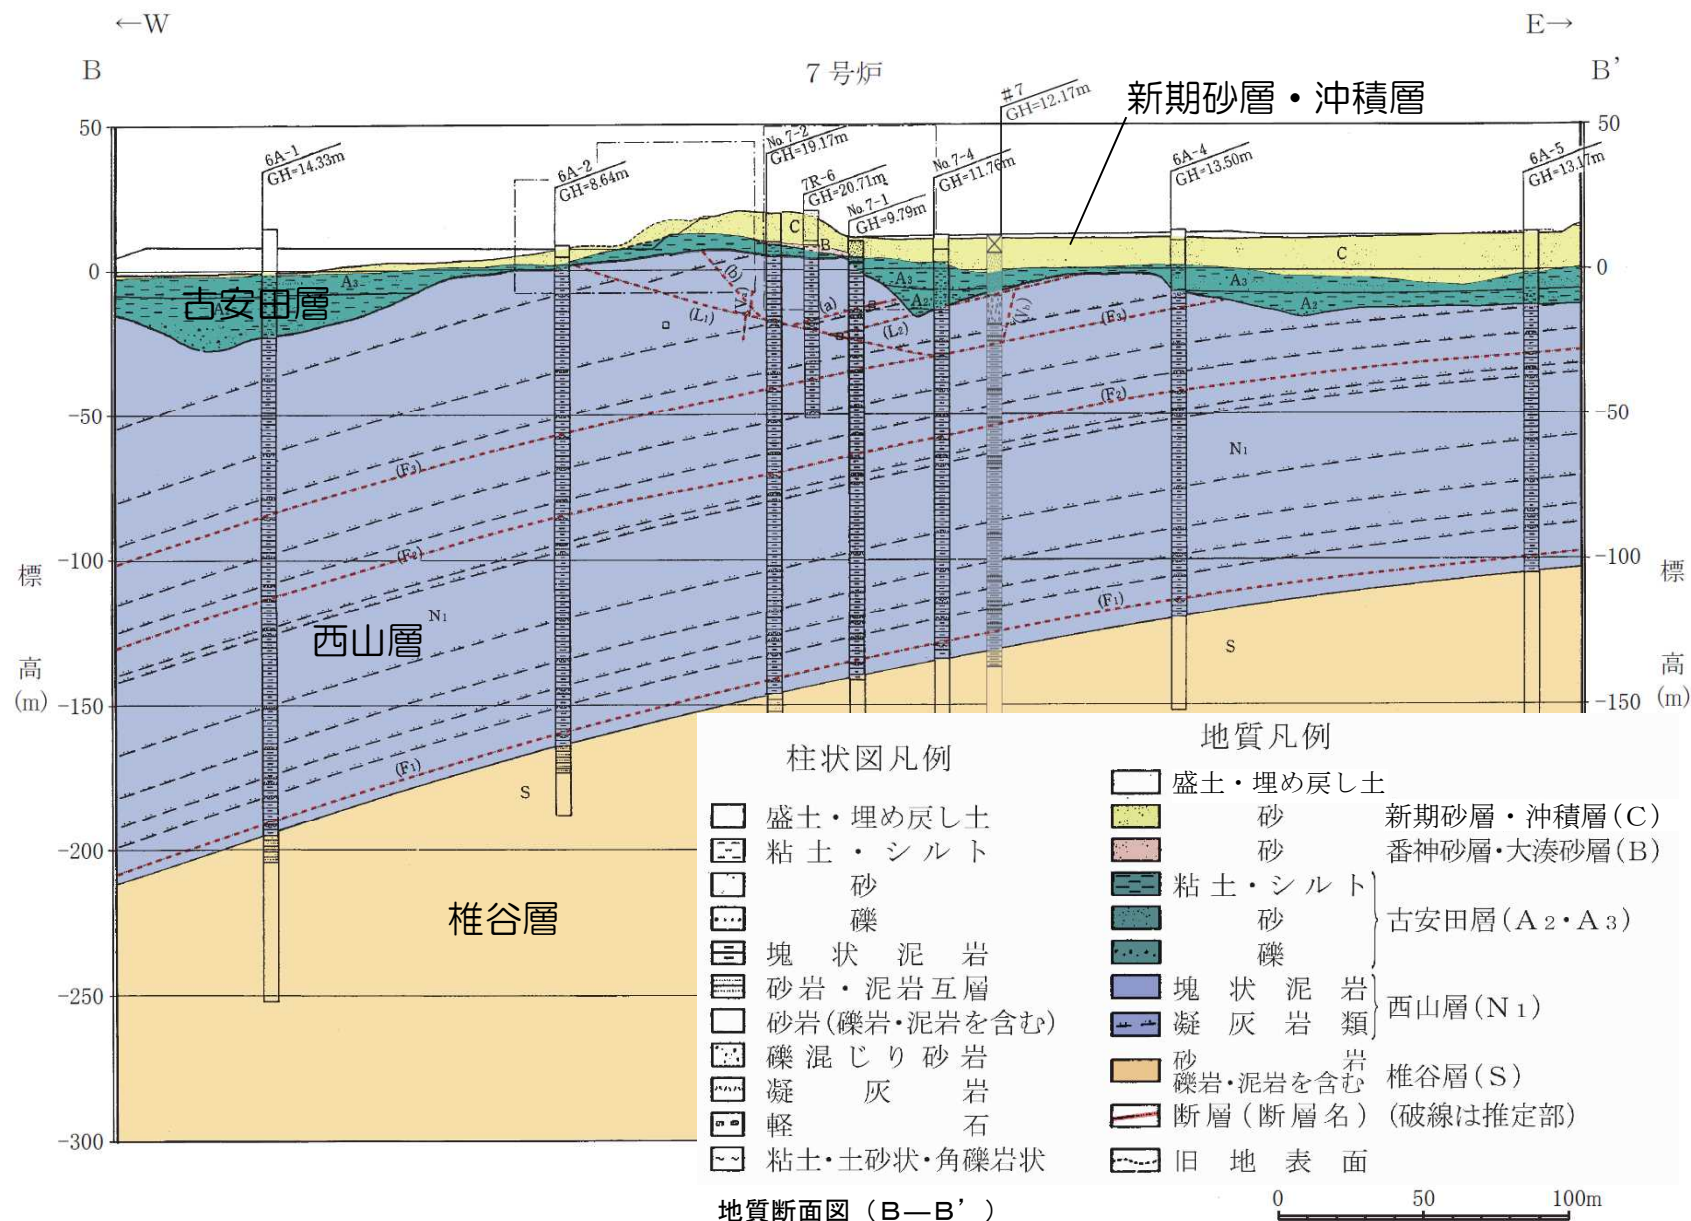 ←W
E→
B
7号炉
B’
新期砂層・沖積層
#7
GH=12.17m
No.7-2
GH=19.17m
6A-1
GH=14.33m
6A-2
GH=8.64m
7R-6
GH=20.71m
No.7-1
GH=9.79m
No.7-4
GH=11.76m
6A-4
GH=13.50m
6A-5
GH=13.17m
50
50
0
0
-50
-50
-100
-100
-150
-150
-200
-250
-300
標
高
(m)
標
高
(m)
C
B
C
A3
古安田層
A3
A2
A3
A2
(b)
(a)
(L1)
(L2)
(F3)
(F2)
(F3)
(F2)
N1
N1
西山層
(F1)
(F1)
S
S
椎谷層
柱状図凡例
盛土・埋め戻し土
粘土・シルト
砂
礫
塊状泥岩
砂岩・泥岩互層
砂岩(礫岩・泥岩を含む)
礫混じり砂岩
凝灰岩
軽石
粘土・土砂状・角礫岩状
地質凡例
盛土・埋め戻し土
砂 新期砂層・沖積層(C)
砂 番神砂層・大湊砂層(B)
粘土・シルト
砂 古安田層(A2・A3)
礫
塊状泥岩
西山層(N1)
凝灰岩類
砂岩
礫岩・泥岩を含む 椎谷層(S)
断層(断層名) (破線は推定部)
旧地表面
地質断面図（B―B’）
0 50 100m